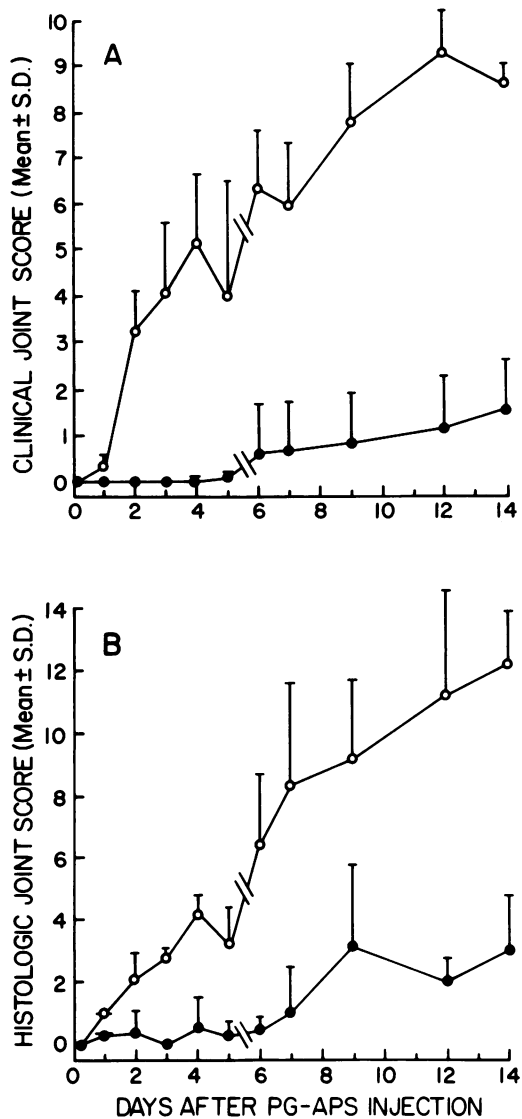 A
CLINICAL JOINT SCORE (Mean ± S.D.)
10
9
8
7
6
5
4
3
2
1
0
0 2 4 6 8 10 12 14
B
HISTOLOGIC JOINT SCORE (Mean ± S.D.)
14
12
10
8
6
4
2
0
0 2 4 6 8 10 12 14
DAYS AFTER PG-APS INJECTION